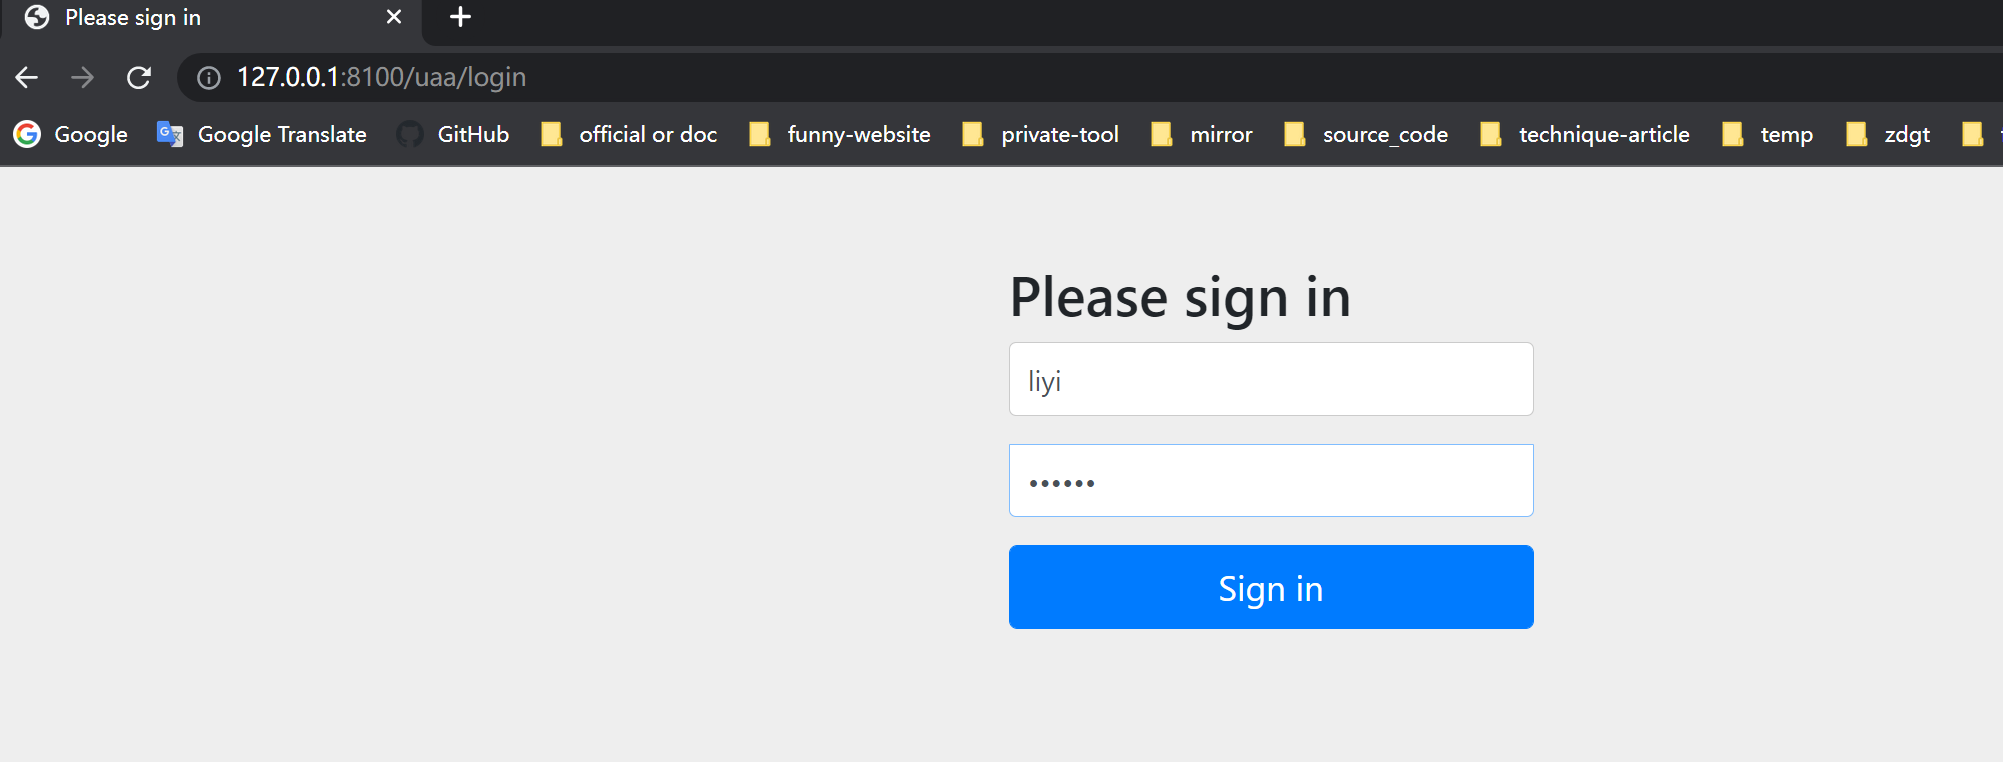 Please sign in
127.0.0.1:8100/uaa/login
Google Google Translate GitHub official or doc funny-website private-tool mirror source_code technique-article temp zdgt
Please sign in
liyi
••••••
Sign in